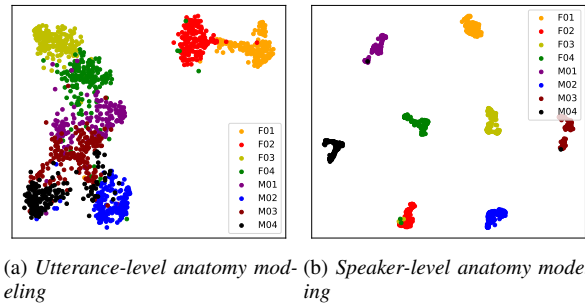 F01
F02
F03
F04
M01
M02
M03
M04
F01
F02
F03
F04
M01
M02
M03
M04
(a) Utterance-level anatomy mod-
eling
(b) Speaker-level anatomy mode
ing